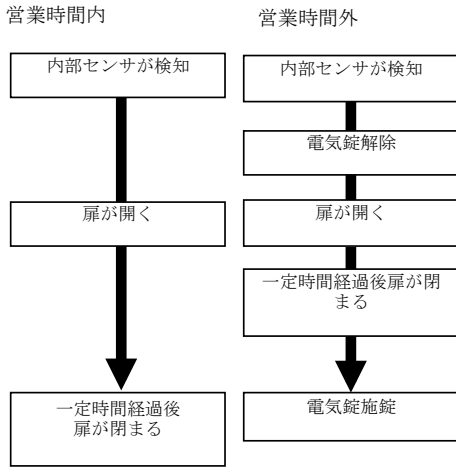 営業時間内
内部センサが検知
扉が開く
一定時間経過後
扉が閉まる
営業時間外
内部センサが検知
電気錠解除
扉が開く
一定時間経過後扉が閉
まる
電気錠施錠